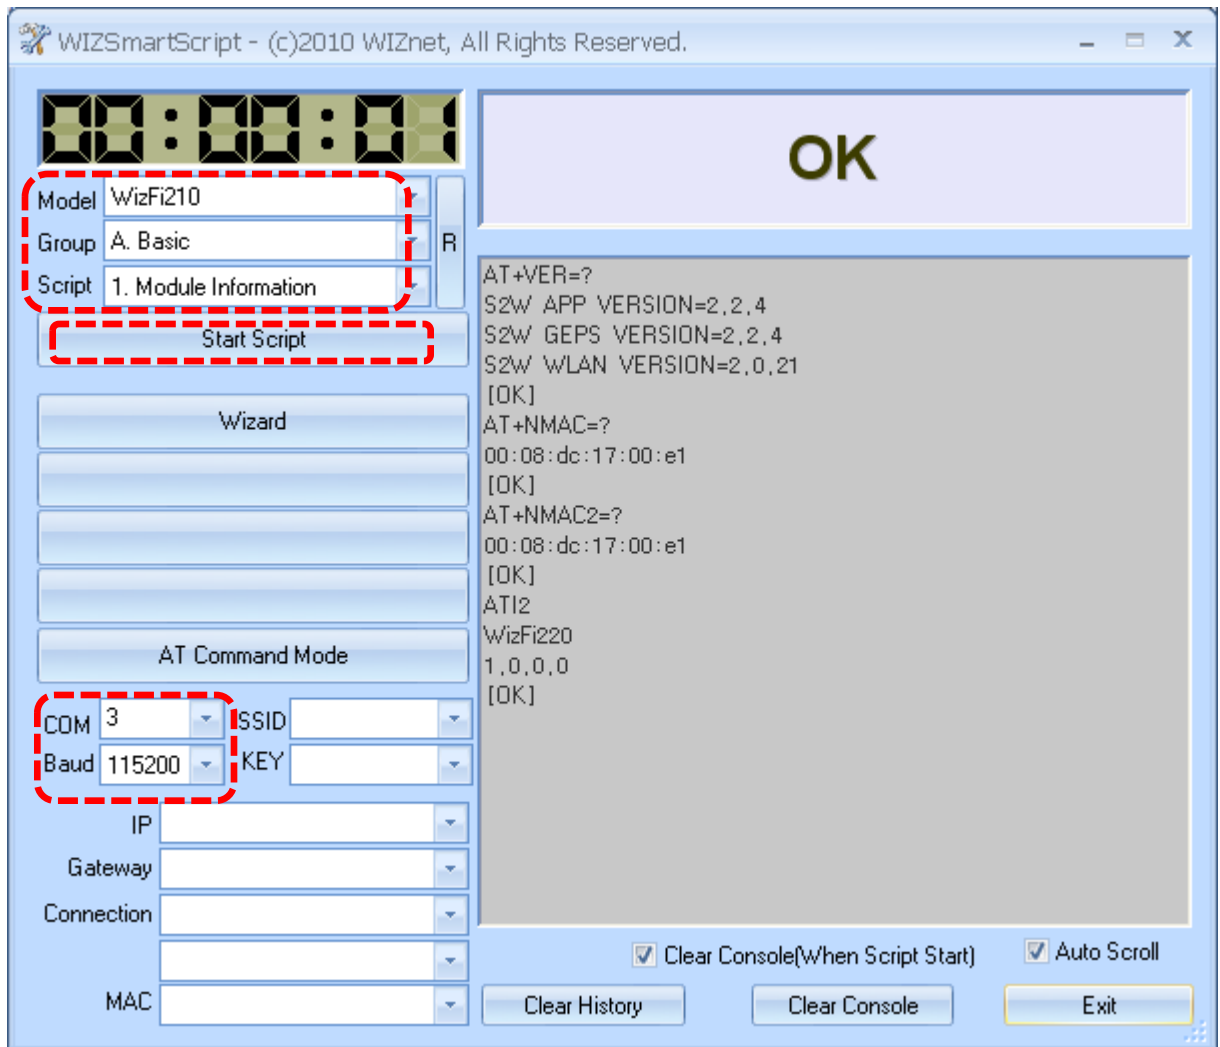 WIZSmartScript - (c)2010 WIZnet, All Rights Reserved.
00:00:01
OK
Model WizFi210
Group A. Basic
R
Script 1. Module Information
Start Script
Wizard
AT Command Mode
COM 3 SSID
Baud 115200 KEY
IP
Gateway
Connection
MAC
AT+VER=?
S2W APP VERSION=2,2,4
S2W GEPS VERSION=2,2,4
S2W WLAN VERSION=2,0,21
[OK]
AT+NMAC=?
00:08:dc:17:00:e1
[OK]
AT+NMAC2=?
00:08:dc:17:00:e1
[OK]
ATI2
WizFi220
1,0,0,0
[OK]
Clear Console(When Script Start) Auto Scroll
Clear History Clear Console Exit